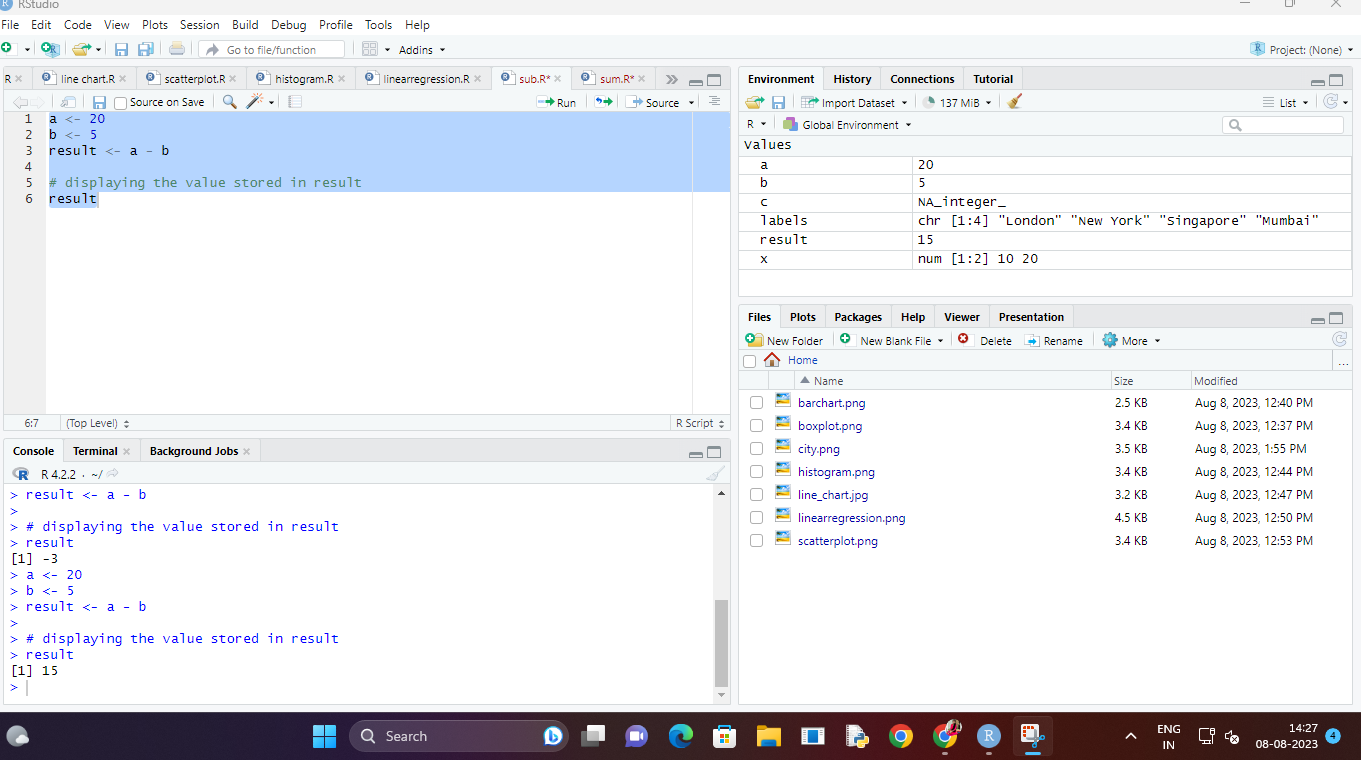 RStudio
File Edit Code View Plots Session Build Debug Profile Tools Help
Go to file/function Addins Project: (None)
R line chart.R scatterplot.R histogram.R linearregression.R sub.R* sum.R*
Source on Save Run Source
1 a <- 20
2 b <- 5
3 result <- a - b
4
5 # displaying the value stored in result
6 result
6:7 (Top Level) R Script
Console Terminal Background Jobs
R R 4.2.2 · ~/
> result <- a - b
>
> # displaying the value stored in result
> result
[1] -3
> a <- 20
> b <- 5
> result <- a - b
>
> # displaying the value stored in result
> result
[1] 15
>
Environment History Connections Tutorial
Import Dataset 137 MiB List
R Global Environment
Values
a 20
b 5
c NA_integer_
labels chr [1:4] "London" "New York" "Singapore" "Mumbai"
result 15
x num [1:2] 10 20
Files Plots Packages Help Viewer Presentation
New Folder New Blank File Delete Rename More
Home ...
Name Size Modified
barchart.png 2.5 KB Aug 8, 2023, 12:40 PM
boxplot.png 3.4 KB Aug 8, 2023, 12:37 PM
city.png 3.5 KB Aug 8, 2023, 1:55 PM
histogram.png 3.4 KB Aug 8, 2023, 12:44 PM
line_chart.jpg 3.2 KB Aug 8, 2023, 12:47 PM
linearregression.png 4.5 KB Aug 8, 2023, 12:50 PM
scatterplot.png 3.4 KB Aug 8, 2023, 12:53 PM
Search
ENG
IN
14:27
08-08-2023
4